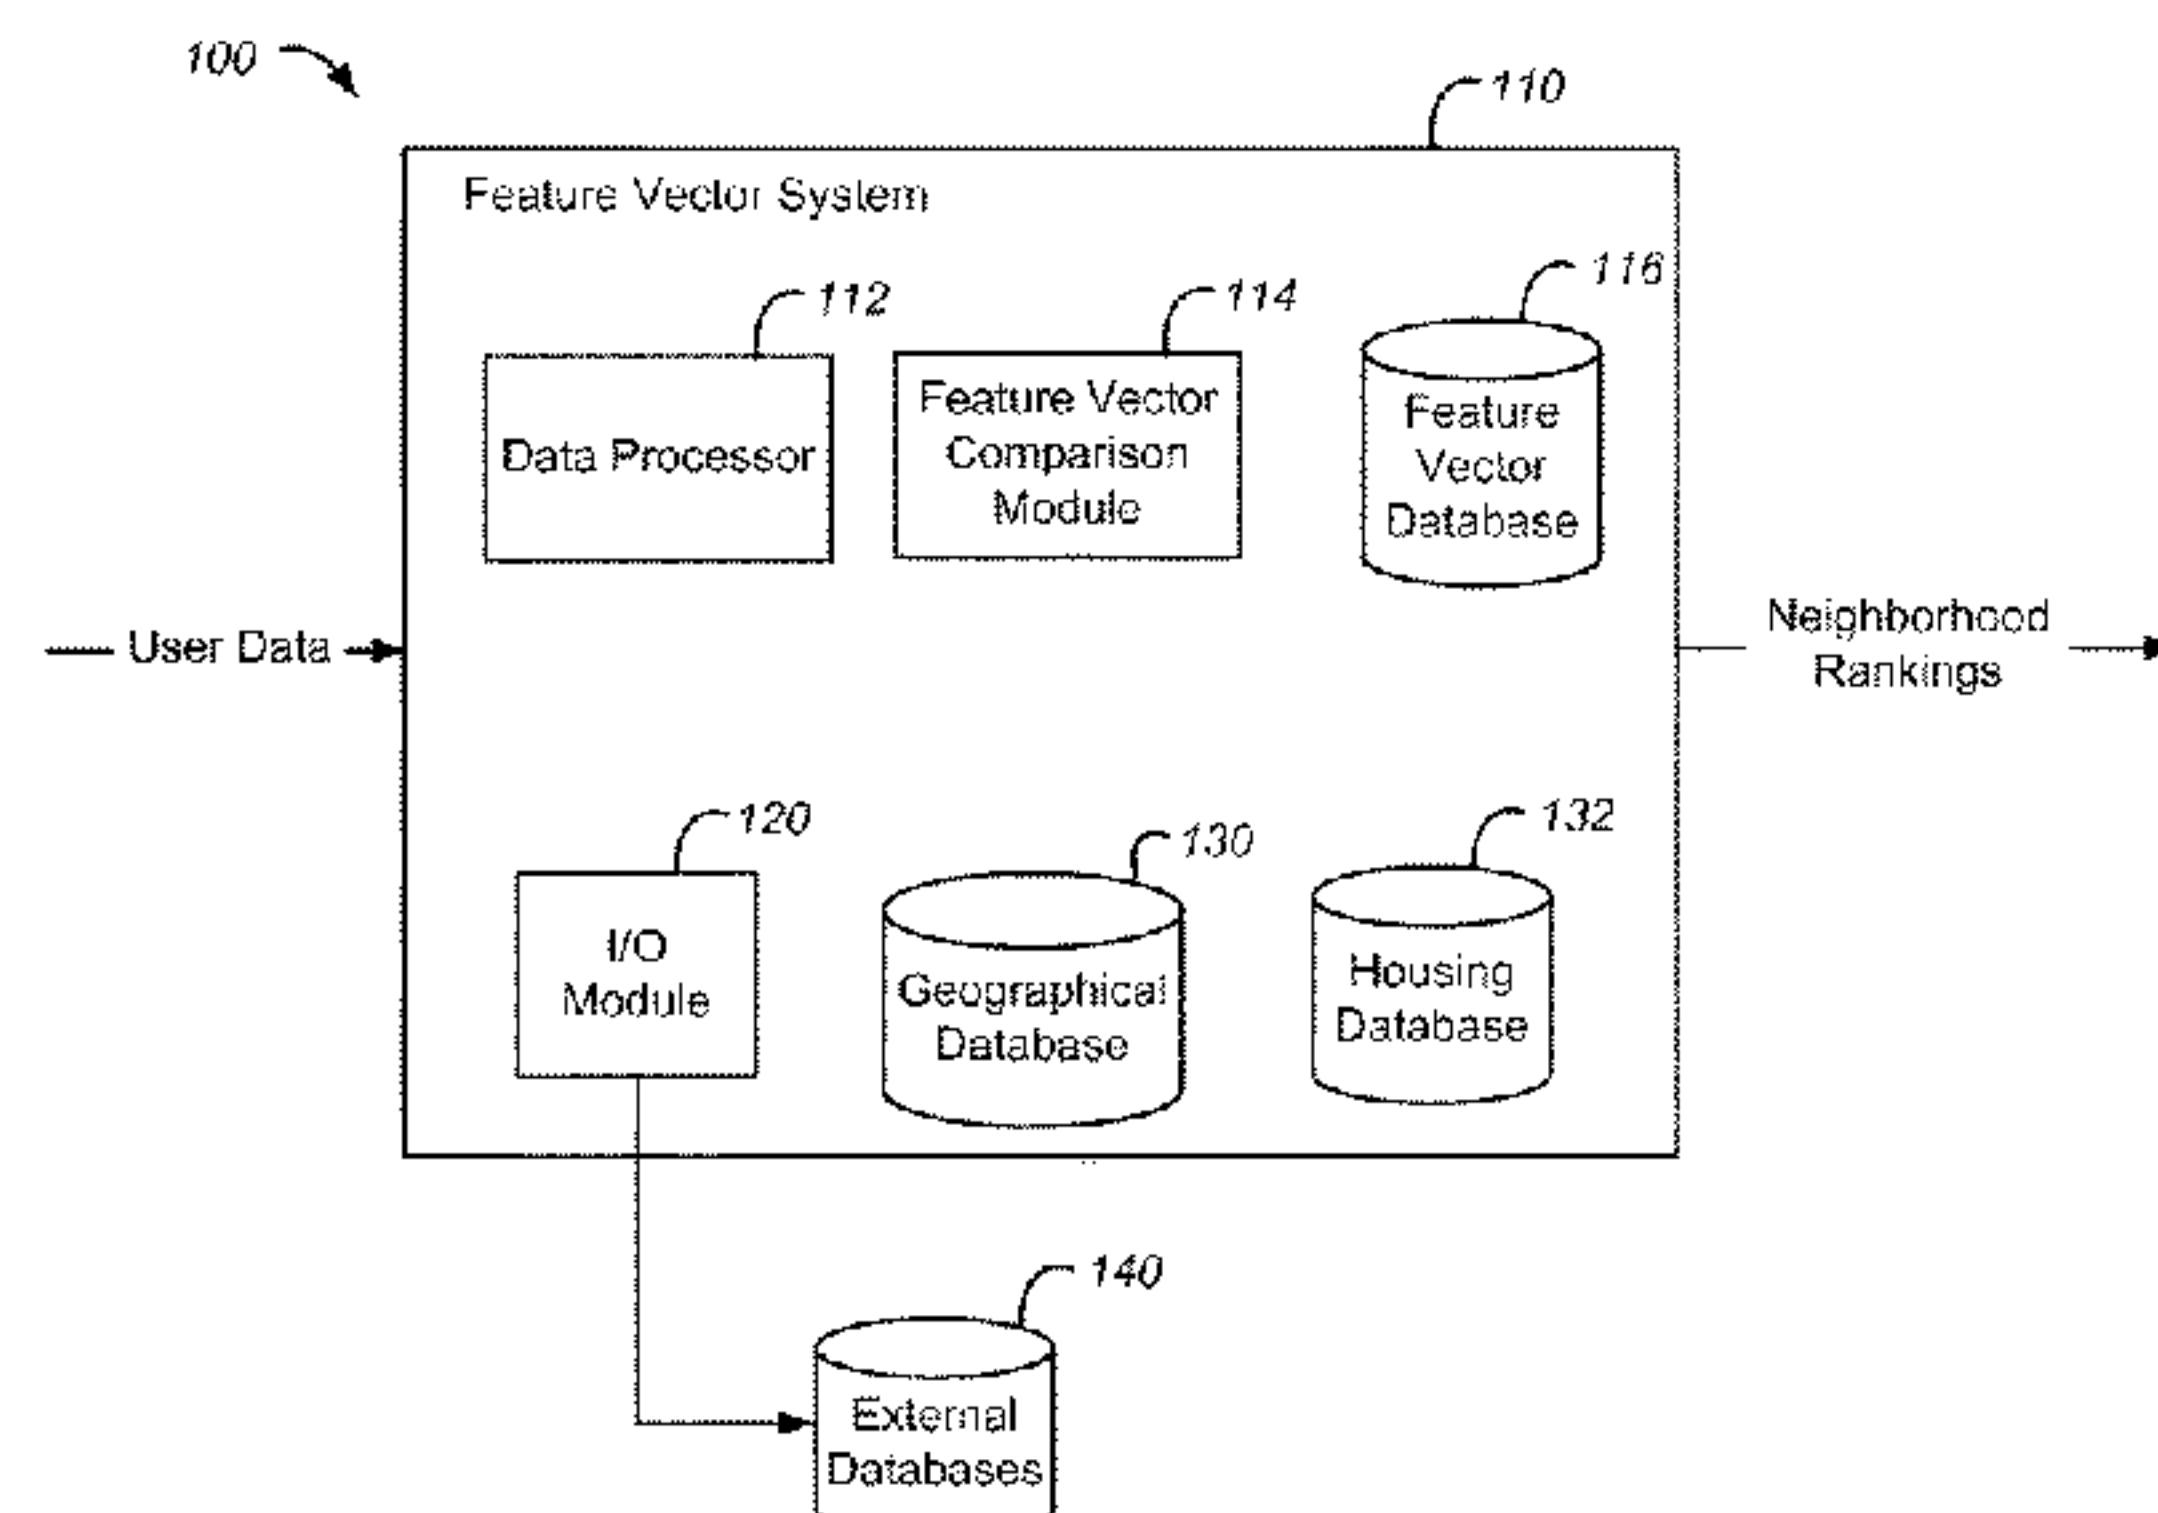 100
110
Feature Vector System
112
114
116
Data Processor
Feature Vector
Comparison
Module
Feature
Vector
Database
User Data
Neighborhood
Rankings
120
130
132
I/O
Module
Geographical
Database
Housing
Database
140
External
Databases